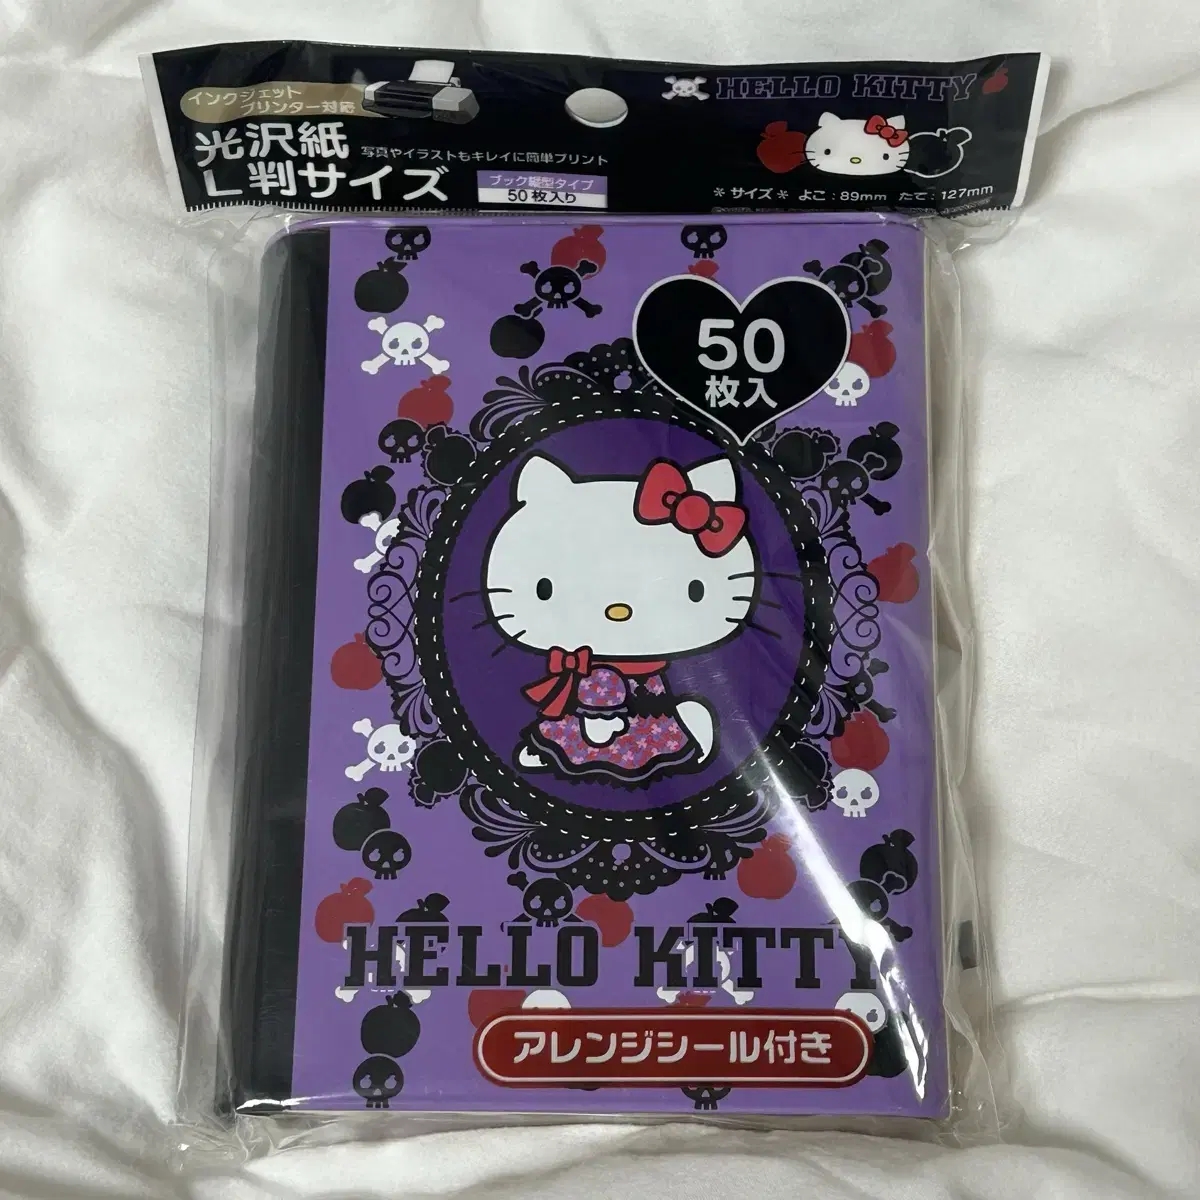 インクジェット
プリンター対応
光沢紙
L判サイズ
写真やイラストもキレイに簡単プリント
ブック縦型タイプ
50枚入り
HELLO KITTY
＊サイズ＊ よこ：89mm たて：127mm
50
枚入
HELLO KITTY
アレンジシール付き